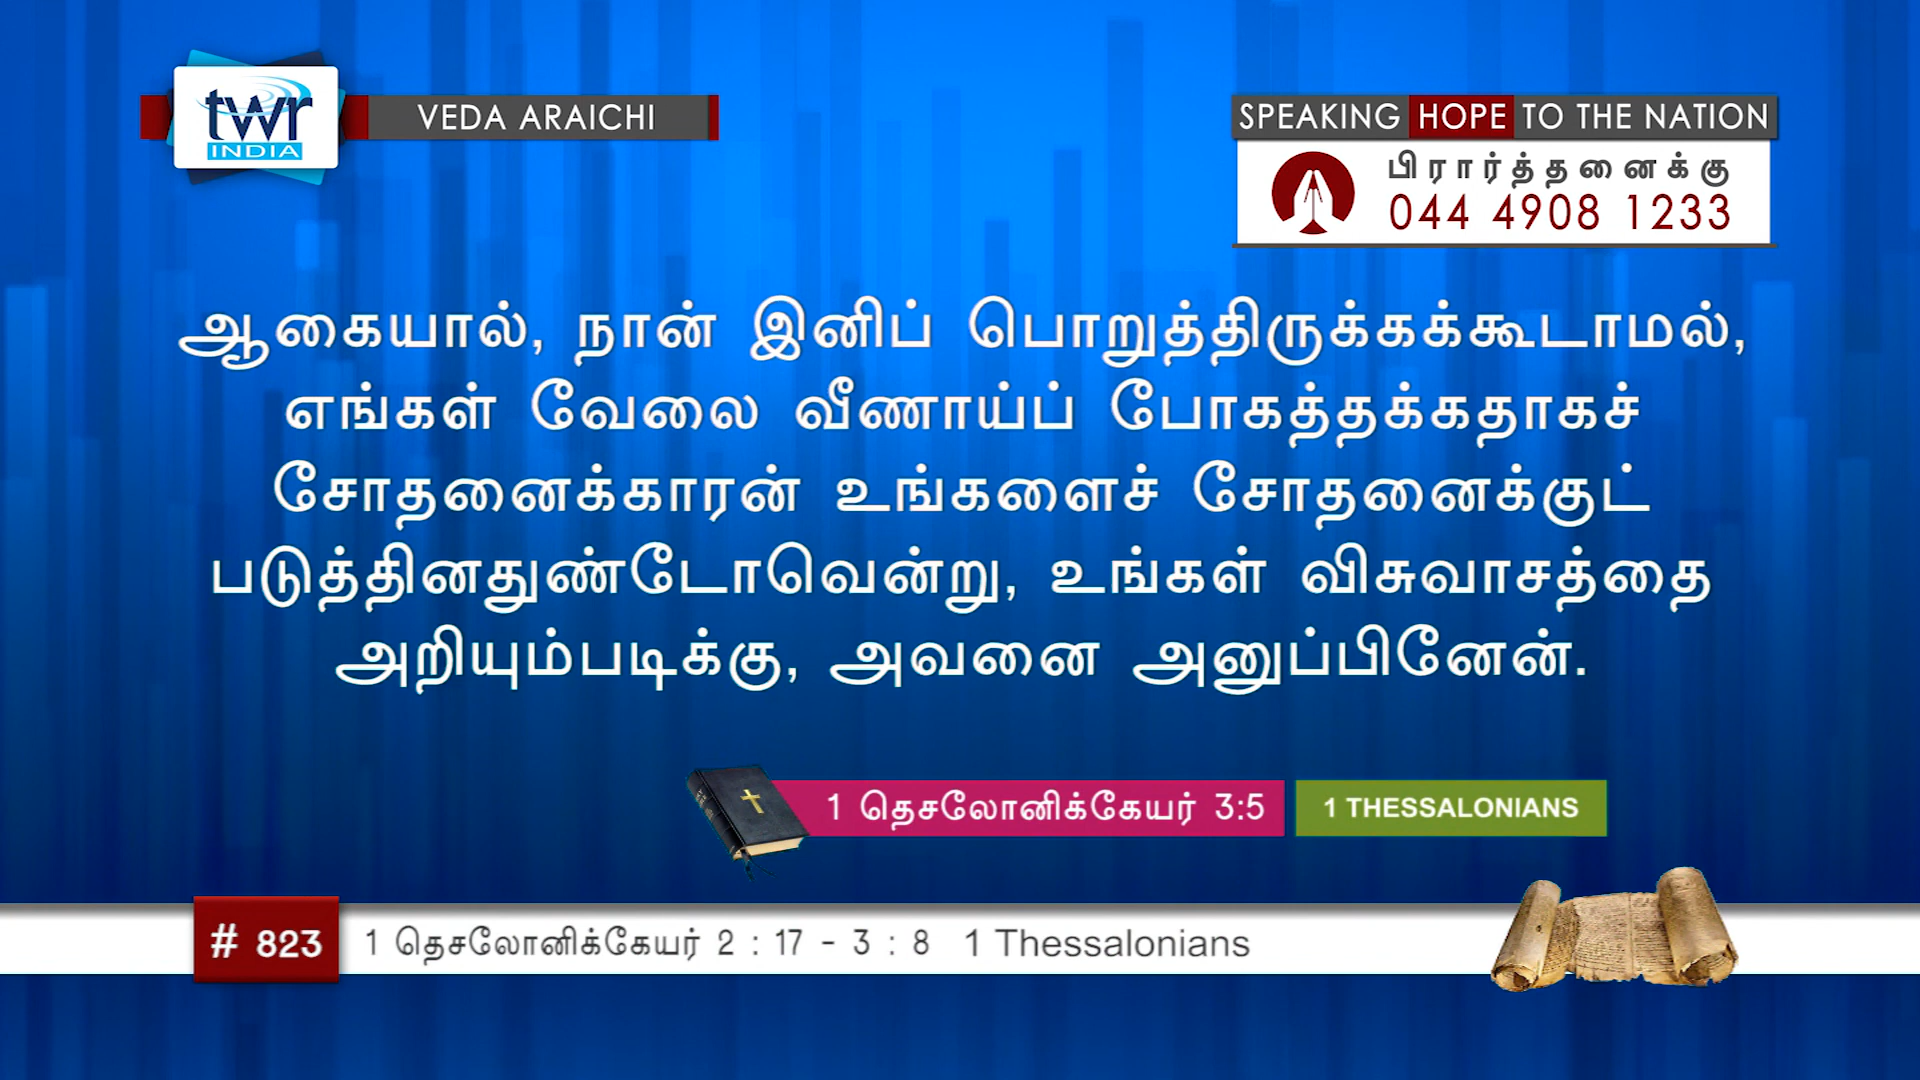 twr
INDIA
VEDA ARAICHI
SPEAKING HOPE TO THE NATION
பிரார்த்தனைக்கு
044 4908 1233
ஆகையால், நான் இனிப் பொறுத்திருக்கக்கூடாமல்,
எங்கள் வேலை வீணாய்ப் போகத்தக்கதாகச்
சோதனைக்காரன் உங்களைச் சோதனைக்குட்
படுத்தினதுண்டோவென்று, உங்கள் விசுவாசத்தை
அறியும்படிக்கு, அவனை அனுப்பினேன்.
1 தெசலோனிக்கேயர் 3:5
1 THESSALONIANS
# 823
1 தெசலோனிக்கேயர் 2 : 17 - 3 : 8 1 Thessalonians